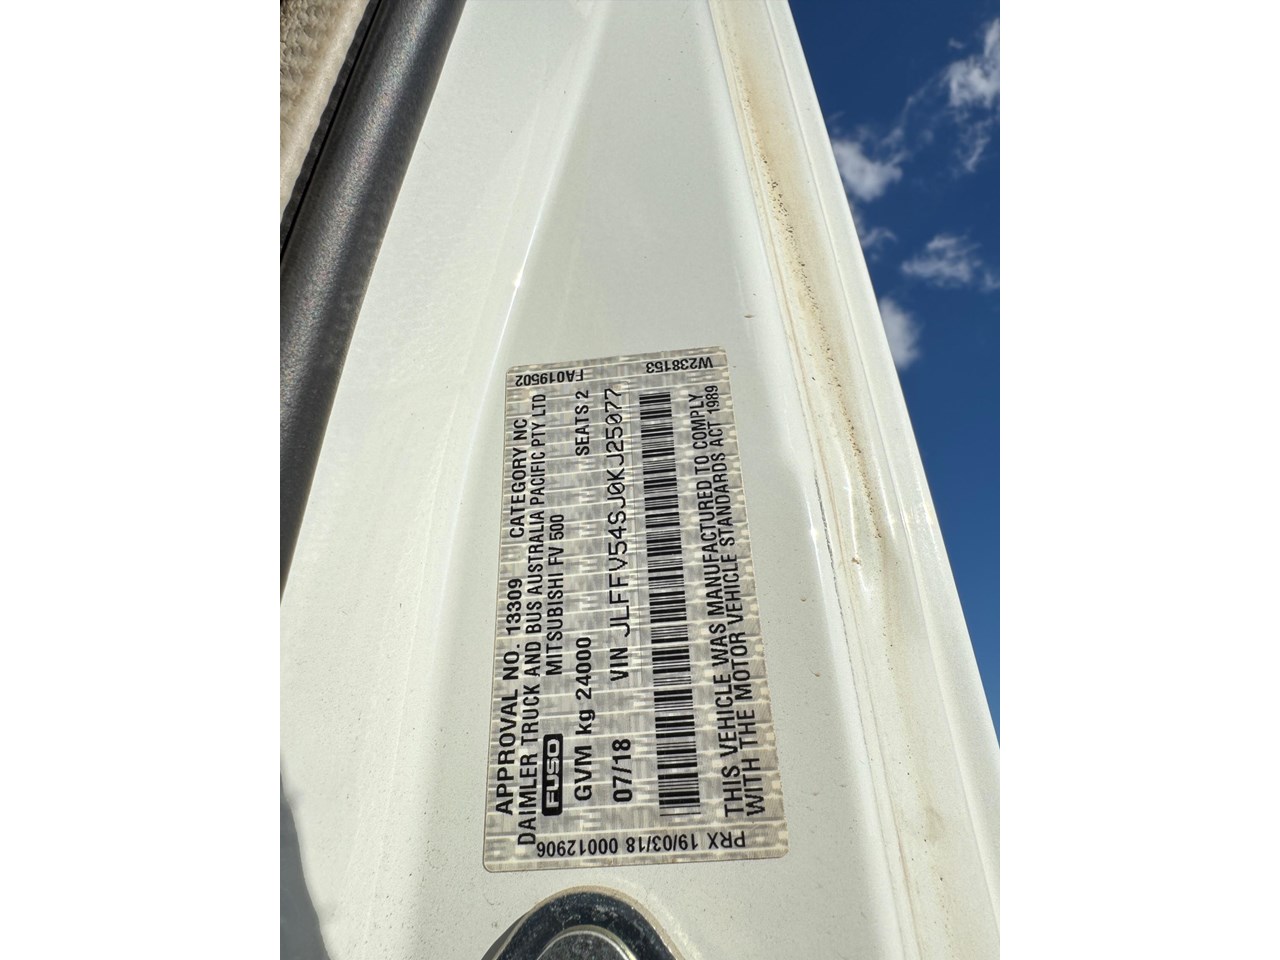 APPROVAL NO. 13309 CATEGORY NC
DAIMLER TRUCK AND BUS AUSTRALIA PACIFIC PTY LTD
FUSO MITSUBISHI FV 500
GVM kg 24000 SEATS 2
07/18 VIN JLFFV54SJ0KJ25077
THIS VEHICLE WAS MANUFACTURED TO COMPLY
WITH THE MOTOR VEHICLE STANDARDS ACT 1989
PRX 19/03/18 00012906
W238153 FA019502